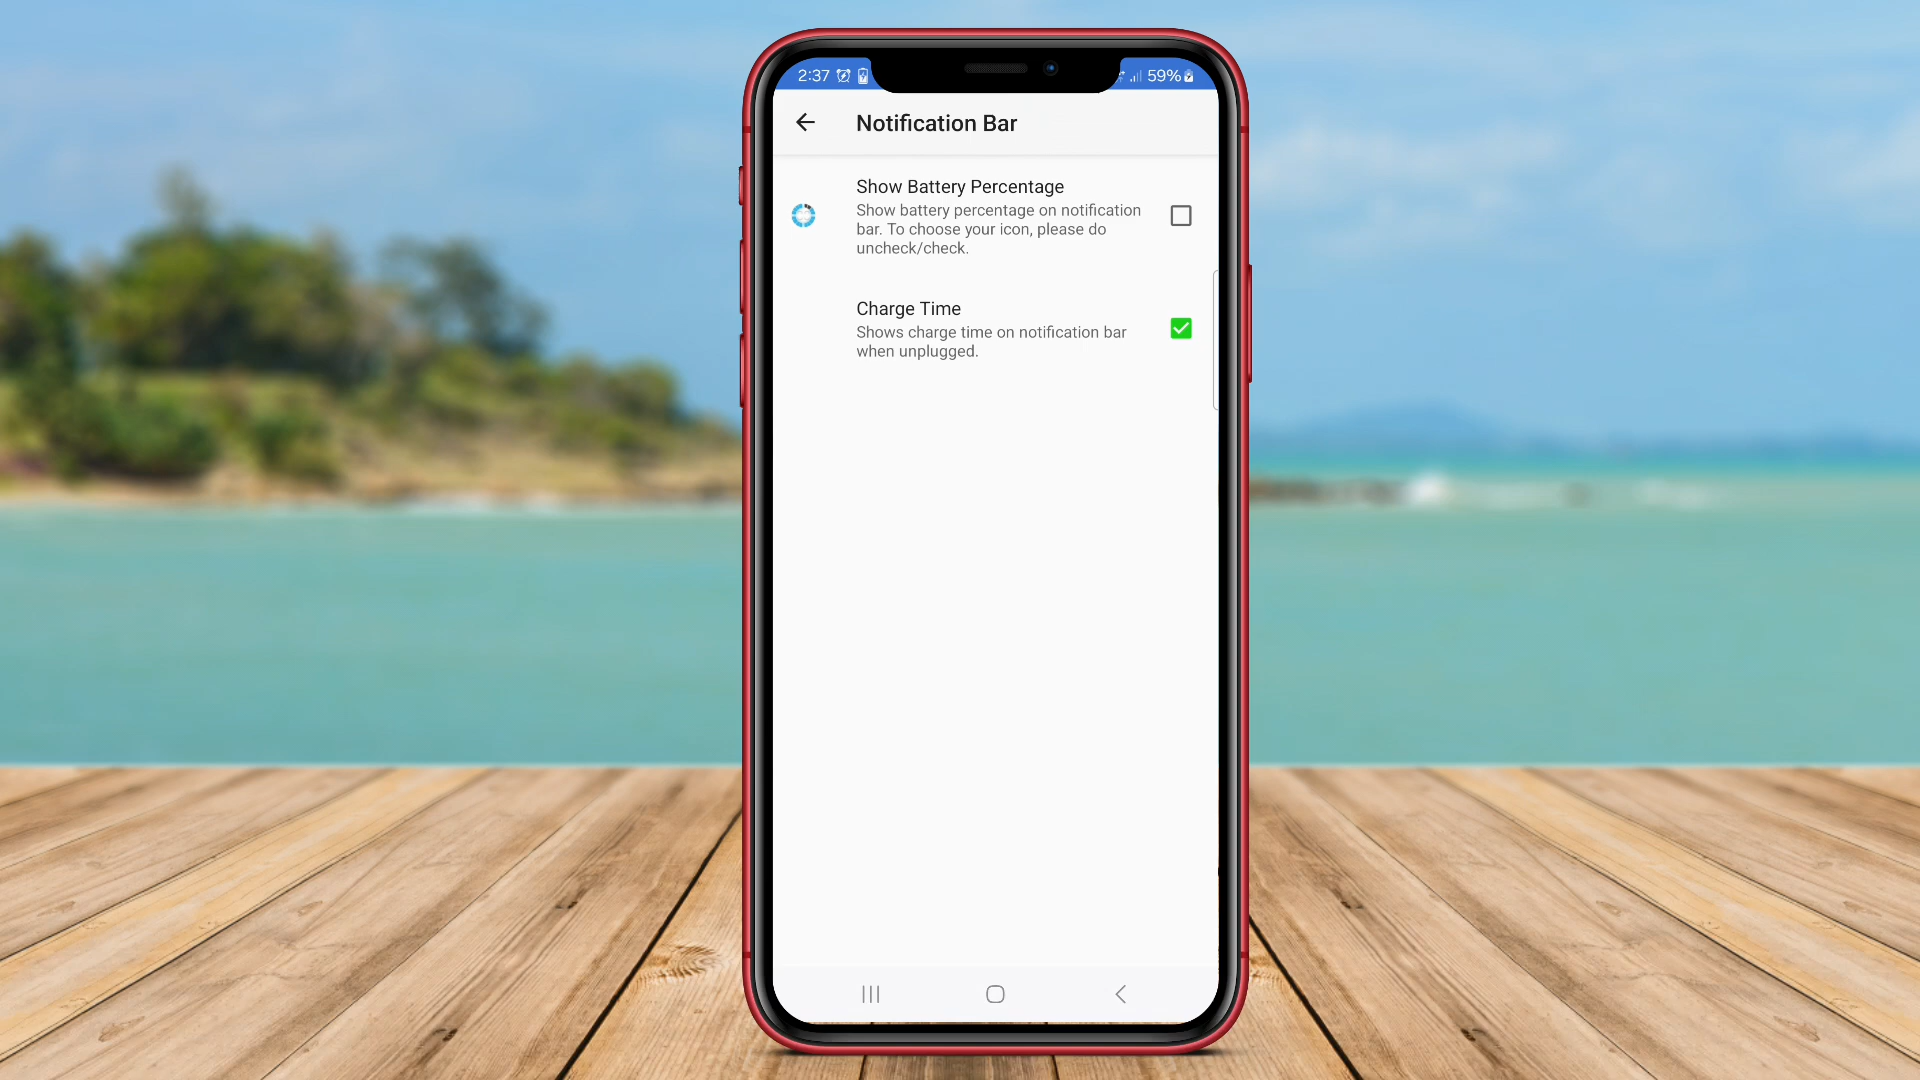 2:37
59%
Notification Bar
Show Battery Percentage
Show battery percentage on notification
bar. To choose your icon, please do
uncheck/check.
Charge Time
Shows charge time on notification bar
when unplugged.